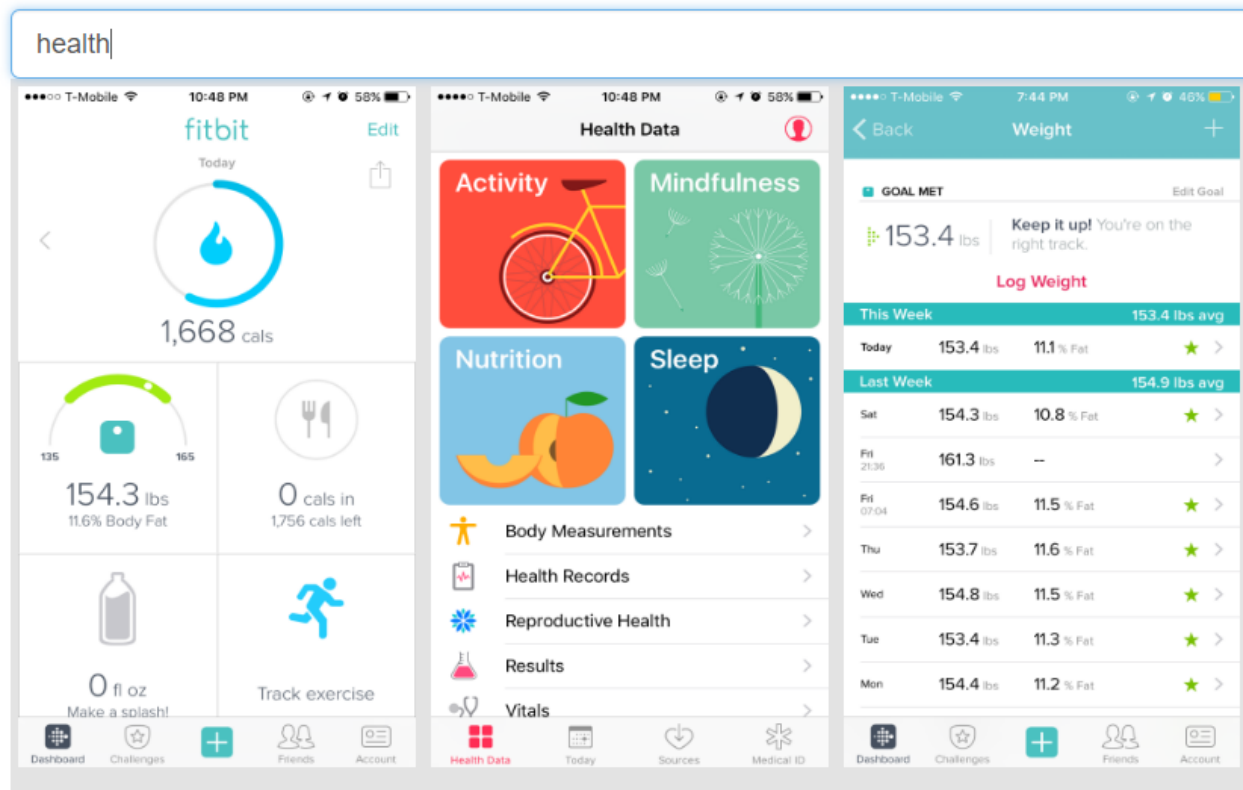 health
T-Mobile 10:48 PM 58%
fitbit Edit
Today
1,668 cals
135 165
154.3 lbs
11.6% Body Fat
0 cals in
1,756 cals left
0 fl oz
Make a splash!
Track exercise
Dashboard Challenges Friends Account
T-Mobile 10:48 PM 58%
Health Data
Activity Mindfulness
Nutrition Sleep
Body Measurements
Health Records
Reproductive Health
Results
Vitals
Health Data Today Sources Medical ID
T-Mobile 7:44 PM 46%
Back Weight
GOAL MET Edit Goal
153.4 lbs
Keep it up! You're on the
right track.
Log Weight
This Week 153.4 lbs avg
Today 153.4 lbs 11.1 % Fat
Last Week 154.9 lbs avg
Sat 154.3 lbs 10.8 % Fat
Fri 161.3 lbs --
21:36
Fri 154.6 lbs 11.5 % Fat
07:04
Thu 153.7 lbs 11.6 % Fat
Wed 154.8 lbs 11.5 % Fat
Tue 153.4 lbs 11.3 % Fat
Mon 154.4 lbs 11.2 % Fat
Dashboard Challenges Friends Account